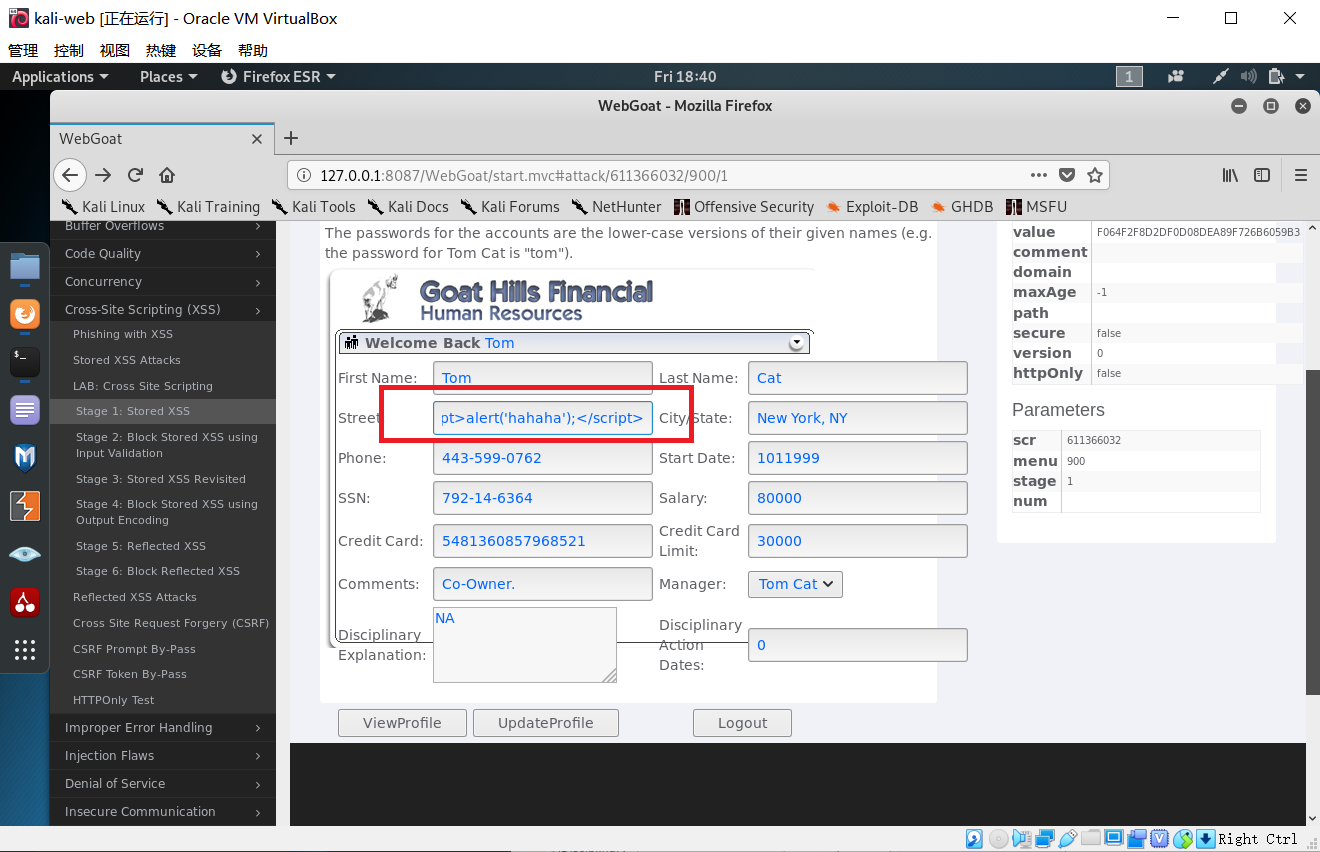 kali-web [正在运行] - Oracle VM VirtualBox
管理 控制 视图 热键 设备 帮助
Applications Places Firefox ESR Fri 18:40 1
WebGoat - Mozilla Firefox
WebGoat
127.0.0.1:8087/WebGoat/start.mvc#attack/611366032/900/1
Kali Linux Kali Training Kali Tools Kali Docs Kali Forums NetHunter Offensive Security Exploit-DB GHDB MSFU
Buffer Overflows
Code Quality
Concurrency
Cross-Site Scripting (XSS)
Phishing with XSS
Stored XSS Attacks
LAB: Cross Site Scripting
Stage 1: Stored XSS
Stage 2: Block Stored XSS using
Input Validation
Stage 3: Stored XSS Revisited
Stage 4: Block Stored XSS using
Output Encoding
Stage 5: Reflected XSS
Stage 6: Block Reflected XSS
Reflected XSS Attacks
Cross Site Request Forgery (CSRF)
CSRF Prompt By-Pass
CSRF Token By-Pass
HTTPOnly Test
Improper Error Handling
Injection Flaws
Denial of Service
Insecure Communication
The passwords for the accounts are the lower-case versions of their given names (e.g.
the password for Tom Cat is "tom").
Goat Hills Financial
Human Resources
Welcome Back Tom
First Name: Tom Last Name: Cat
Street pt>alert('hahaha');</script> City/State: New York, NY
Phone: 443-599-0762 Start Date: 1011999
SSN: 792-14-6364 Salary: 80000
Credit Card: 5481360857968521 Credit Card
Limit: 30000
Comments: Co-Owner. Manager: Tom Cat
Disciplinary
Explanation: NA
Disciplinary
Action
Dates: 0
ViewProfile UpdateProfile Logout
value F064F2F8D2DF0D08DEA89F726B6059B3
comment
domain
maxAge -1
path
secure false
version 0
httpOnly false
Parameters
scr 611366032
menu 900
stage 1
num
Right Ctrl